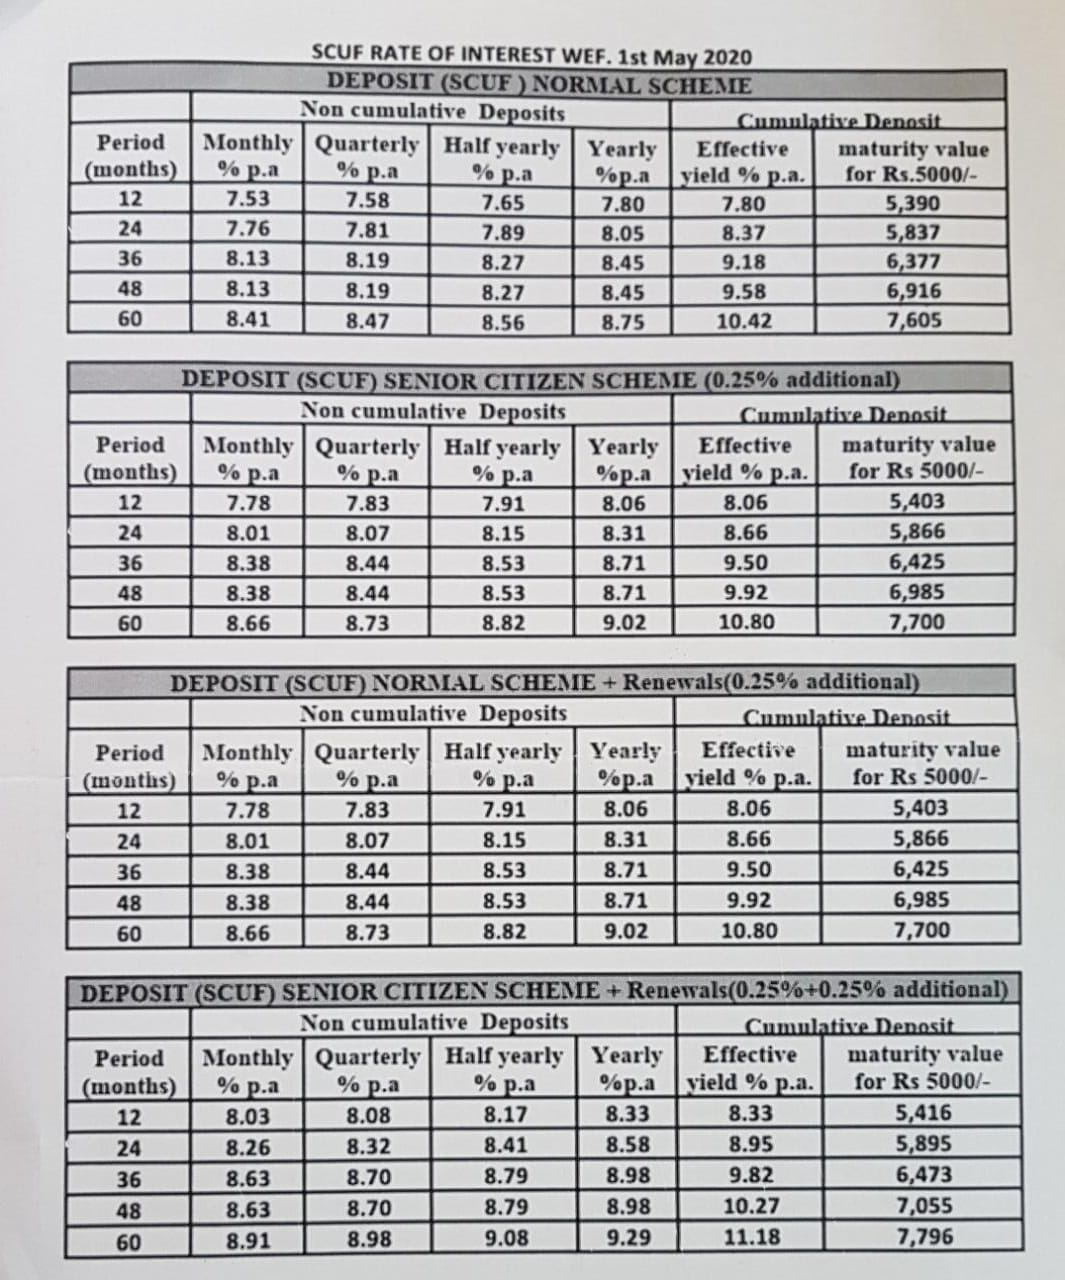 SCUF RATE OF INTEREST WEF. 1st May 2020
DEPOSIT (SCUF ) NORMAL SCHEME
Non cumulative Deposits Cumulative Deposit
Period Monthly Quarterly Half yearly Yearly Effective maturity value
(months) % p.a % p.a % p.a %p.a yield % p.a. for Rs.5000/-
12 7.53 7.58 7.65 7.80 7.80 5,390
24 7.76 7.81 7.89 8.05 8.37 5,837
36 8.13 8.19 8.27 8.45 9.18 6,377
48 8.13 8.19 8.27 8.45 9.58 6,916
60 8.41 8.47 8.56 8.75 10.42 7,605
DEPOSIT (SCUF) SENIOR CITIZEN SCHEME (0.25% additional)
Non cumulative Deposits Cumulative Deposit
Period Monthly Quarterly Half yearly Yearly Effective maturity value
(months) % p.a % p.a % p.a %p.a yield % p.a. for Rs 5000/-
12 7.78 7.83 7.91 8.06 8.06 5,403
24 8.01 8.07 8.15 8.31 8.66 5,866
36 8.38 8.44 8.53 8.71 9.50 6,425
48 8.38 8.44 8.53 8.71 9.92 6,985
60 8.66 8.73 8.82 9.02 10.80 7,700
DEPOSIT (SCUF) NORMAL SCHEME + Renewals(0.25% additional)
Non cumulative Deposits Cumulative Deposit
Period Monthly Quarterly Half yearly Yearly Effective maturity value
(months) % p.a % p.a % p.a %p.a yield % p.a. for Rs 5000/-
12 7.78 7.83 7.91 8.06 8.06 5,403
24 8.01 8.07 8.15 8.31 8.66 5,866
36 8.38 8.44 8.53 8.71 9.50 6,425
48 8.38 8.44 8.53 8.71 9.92 6,985
60 8.66 8.73 8.82 9.02 10.80 7,700
DEPOSIT (SCUF) SENIOR CITIZEN SCHEME + Renewals(0.25%+0.25% additional)
Non cumulative Deposits Cumulative Deposit
Period Monthly Quarterly Half yearly Yearly Effective maturity value
(months) % p.a % p.a % p.a %p.a yield % p.a. for Rs 5000/-
12 8.03 8.08 8.17 8.33 8.33 5,416
24 8.26 8.32 8.41 8.58 8.95 5,895
36 8.63 8.70 8.79 8.98 9.82 6,473
48 8.63 8.70 8.79 8.98 10.27 7,055
60 8.91 8.98 9.08 9.29 11.18 7,796